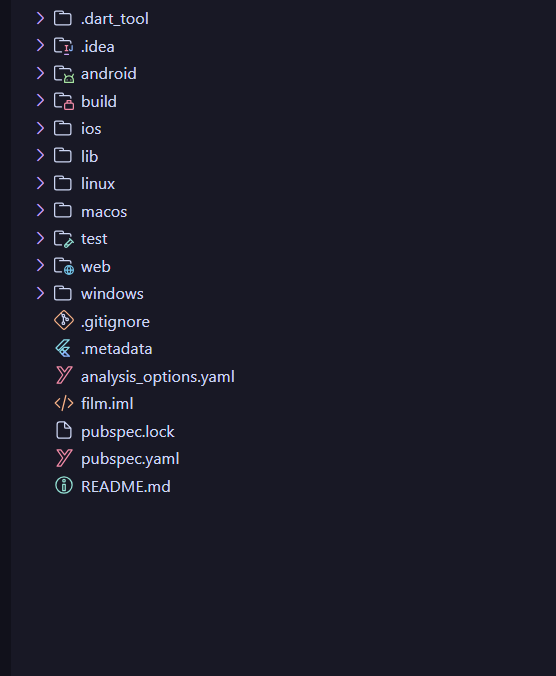 .dart_tool
.idea
android
build
ios
lib
linux
macos
test
web
windows
.gitignore
.metadata
analysis_options.yaml
film.iml
pubspec.lock
pubspec.yaml
README.md